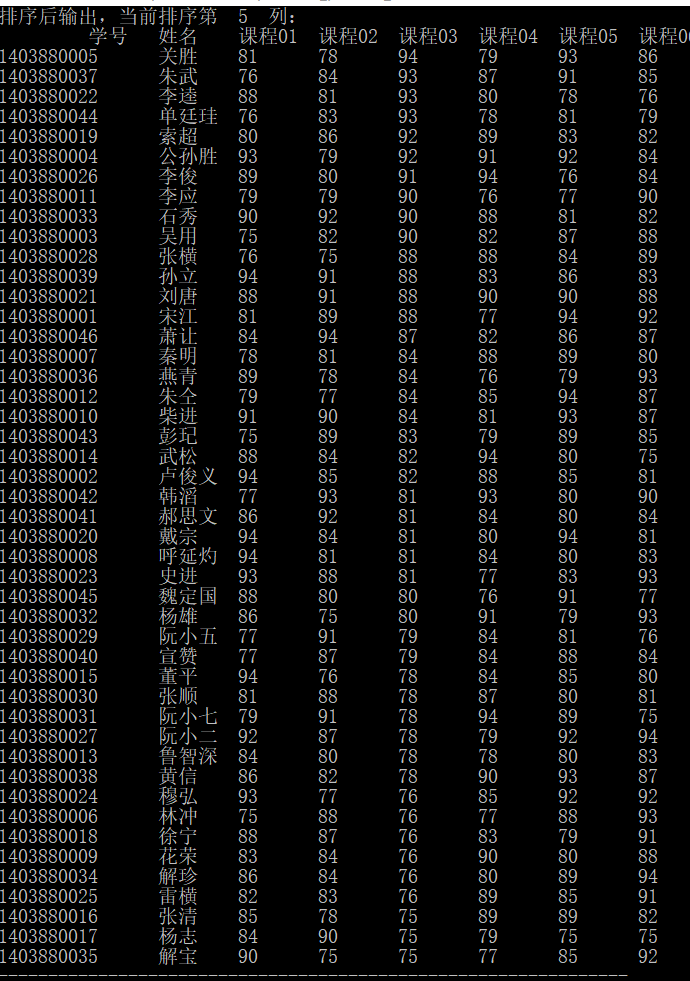 排序后输出，当前排序第 5 列：
学号 姓名 课程01 课程02 课程03 课程04 课程05 课程0
1403880005 关胜 81 78 94 79 93 86
1403880037 朱武 76 84 93 87 91 85
1403880022 李逵 88 81 93 80 78 76
1403880044 单廷珪 76 83 93 78 81 79
1403880019 索超 80 86 92 89 83 82
1403880004 公孙胜 93 79 92 91 92 84
1403880026 李俊 89 80 91 94 76 84
1403880011 李应 79 79 90 76 77 90
1403880033 石秀 90 92 90 88 81 82
1403880003 吴用 75 82 90 82 87 88
1403880028 张横 76 75 88 88 84 89
1403880039 孙立 94 91 88 83 86 83
1403880021 刘唐 88 91 88 90 90 88
1403880001 宋江 81 89 88 77 94 92
1403880046 萧让 84 94 87 82 86 87
1403880007 秦明 78 81 84 88 89 80
1403880036 燕青 89 78 84 76 79 93
1403880012 朱仝 79 77 84 85 94 87
1403880010 柴进 91 90 84 81 93 87
1403880043 彭玘 75 89 83 79 89 85
1403880014 武松 88 84 82 94 80 75
1403880002 卢俊义 94 85 82 88 85 81
1403880042 韩滔 77 93 81 93 80 90
1403880041 郝思文 86 92 81 84 80 84
1403880020 戴宗 94 84 81 80 94 81
1403880008 呼延灼 94 81 81 84 80 83
1403880023 史进 93 88 81 77 83 93
1403880045 魏定国 88 80 80 76 91 77
1403880032 杨雄 86 75 80 91 79 93
1403880029 阮小五 77 91 79 84 81 76
1403880040 宣赞 77 87 79 84 88 84
1403880015 董平 94 76 78 84 85 80
1403880030 张顺 81 88 78 87 80 81
1403880031 阮小七 79 91 78 94 89 75
1403880027 阮小二 92 87 78 79 92 94
1403880013 鲁智深 84 80 78 78 80 83
1403880038 黄信 86 82 78 90 93 87
1403880024 穆弘 93 77 76 85 92 92
1403880006 林冲 75 88 76 77 88 93
1403880018 徐宁 88 87 76 83 79 91
1403880009 花荣 83 84 76 90 80 88
1403880034 解珍 86 84 76 80 89 94
1403880025 雷横 82 83 76 89 85 91
1403880016 张清 85 78 75 89 89 82
1403880017 杨志 84 90 75 79 75 75
1403880035 解宝 90 75 75 77 85 92